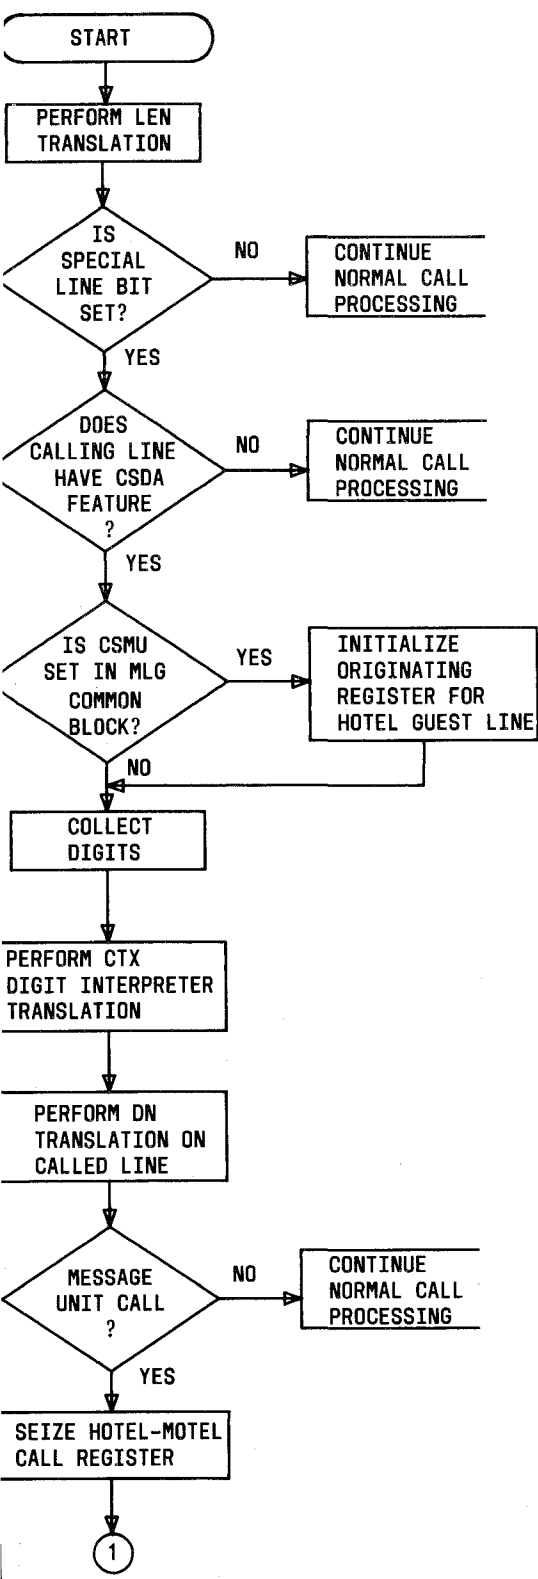 START
PERFORM LEN
TRANSLATION
IS
SPECIAL
LINE BIT
SET?
NO
CONTINUE
NORMAL CALL
PROCESSING
YES
DOES
CALLING LINE
HAVE CSDA
FEATURE
?
NO
CONTINUE
NORMAL CALL
PROCESSING
YES
IS CSMU
SET IN MLG
COMMON
BLOCK?
YES
INITIALIZE
ORIGINATING
REGISTER FOR
HOTEL GUEST LINE
NO
COLLECT
DIGITS
PERFORM CTX
DIGIT INTERPRETER
TRANSLATION
PERFORM DN
TRANSLATION ON
CALLED LINE
MESSAGE
UNIT CALL
?
NO
CONTINUE
NORMAL CALL
PROCESSING
YES
SEIZE HOTEL-MOTEL
CALL REGISTER
1